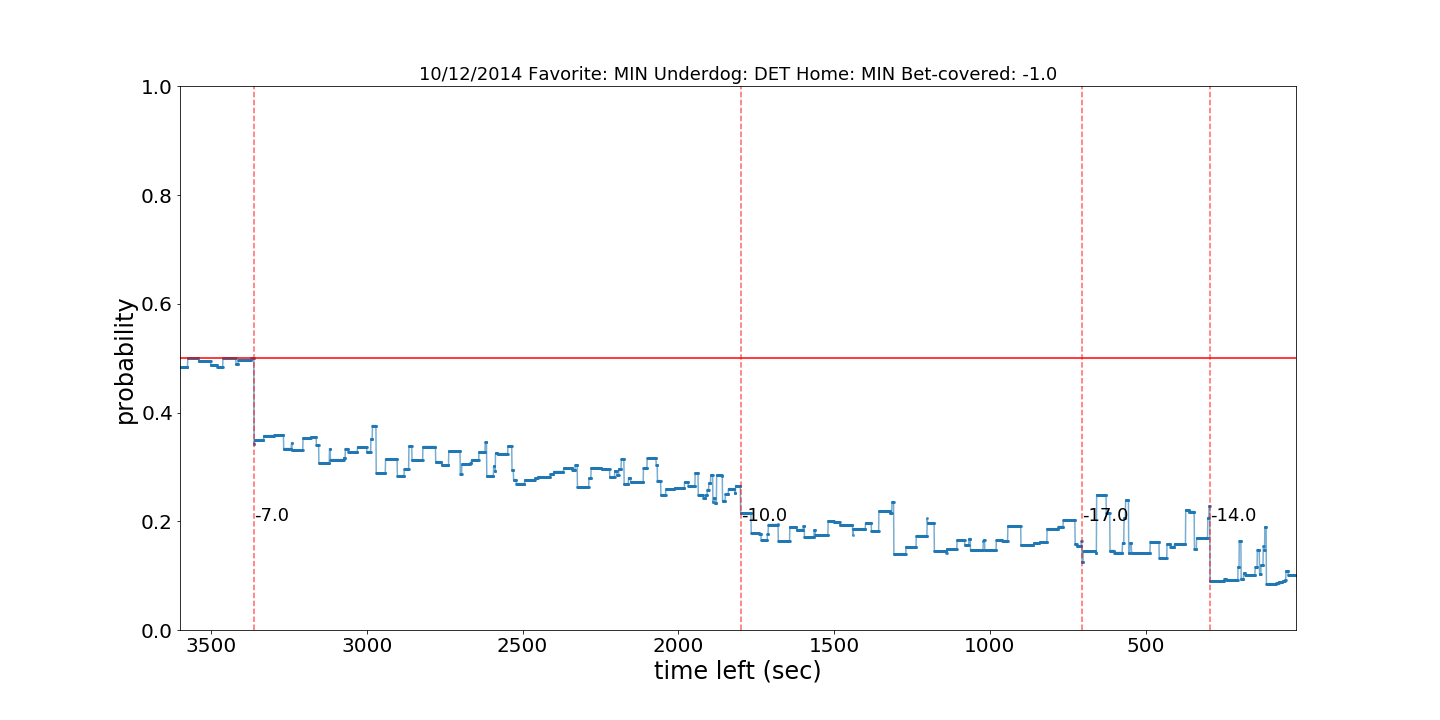 10/12/2014 Favorite: MIN Underdog: DET Home: MIN Bet-covered: -1.0
1.0
0.8
0.6
0.4
0.2
0.0
probability
-7.0
-10.0
-17.0
-14.0
3500 3000 2500 2000 1500 1000 500
time left (sec)